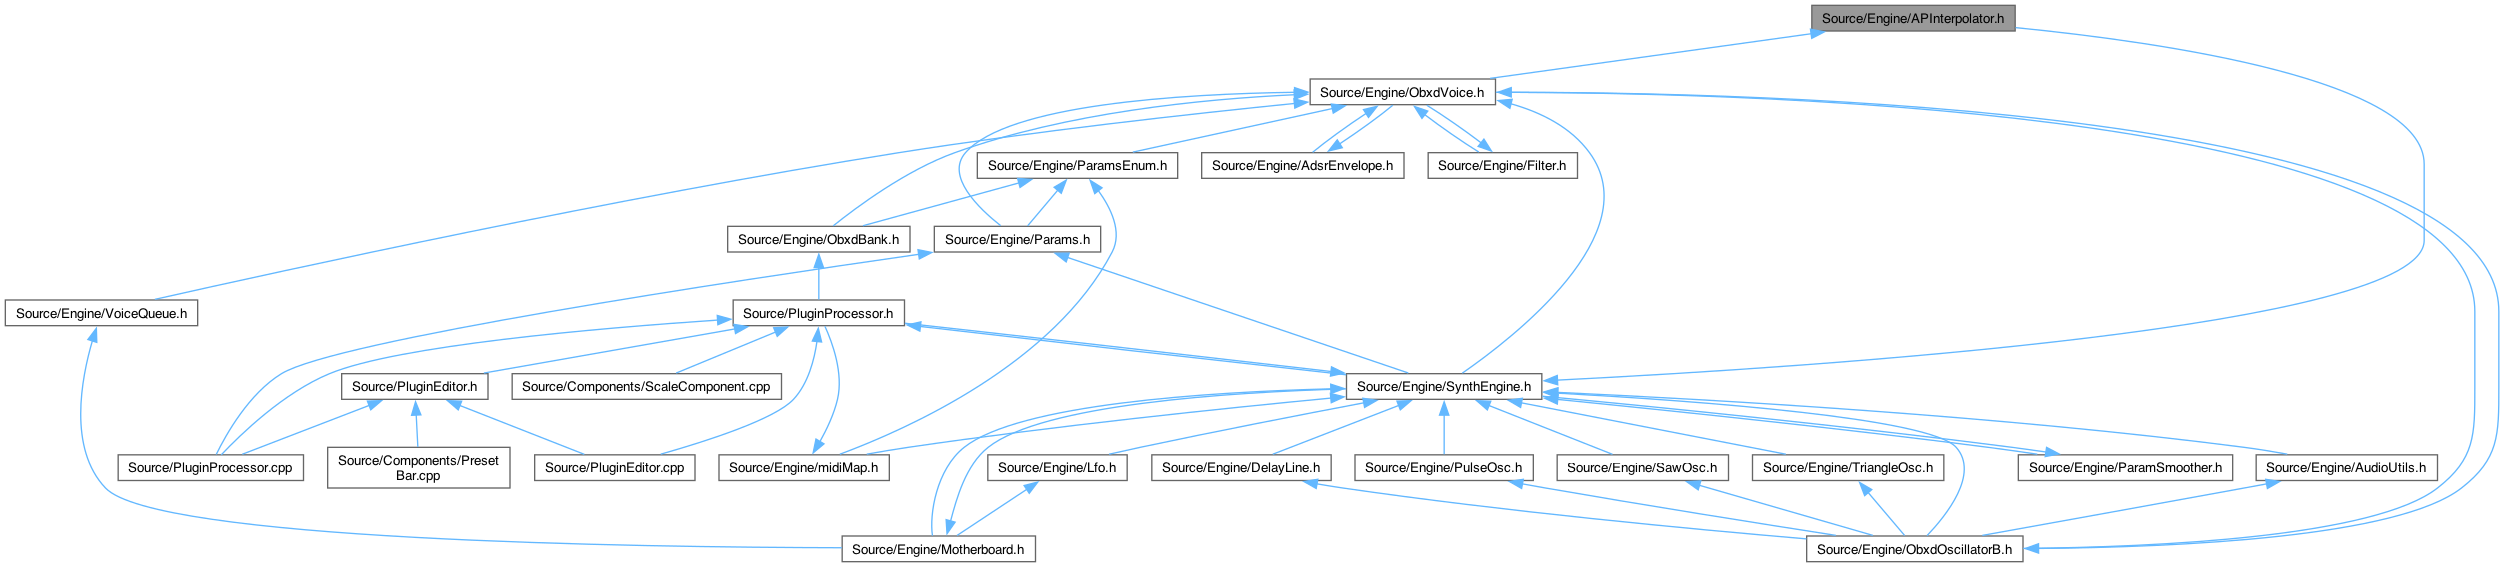 Source/Engine/APInterpolator.h
Source/Engine/ObxdVoice.h
Source/Engine/ParamsEnum.h
Source/Engine/AdsrEnvelope.h
Source/Engine/Filter.h
Source/Engine/ObxdBank.h
Source/Engine/Params.h
Source/Engine/VoiceQueue.h
Source/PluginProcessor.h
Source/PluginEditor.h
Source/Components/ScaleComponent.cpp
Source/Engine/SynthEngine.h
Source/PluginProcessor.cpp
Source/Components/Preset
Bar.cpp
Source/PluginEditor.cpp
Source/Engine/midiMap.h
Source/Engine/Lfo.h
Source/Engine/DelayLine.h
Source/Engine/PulseOsc.h
Source/Engine/SawOsc.h
Source/Engine/TriangleOsc.h
Source/Engine/ParamSmoother.h
Source/Engine/AudioUtils.h
Source/Engine/Motherboard.h
Source/Engine/ObxdOscillatorB.h